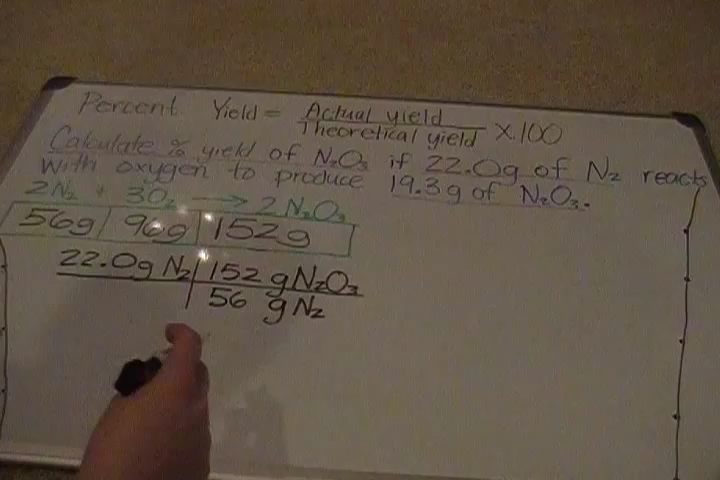 Percent Yield = Actual yield / Theoretical yield X 100
Calculate % yield of N₂O₃ if 22.0g of N₂ reacts
with oxygen to produce 19.3g of N₂O₃.
2N₂ + 3O₂ → 2N₂O₃
56g | 96g | 152g
22.0g N₂ | 152 g N₂O₃
56 g N₂